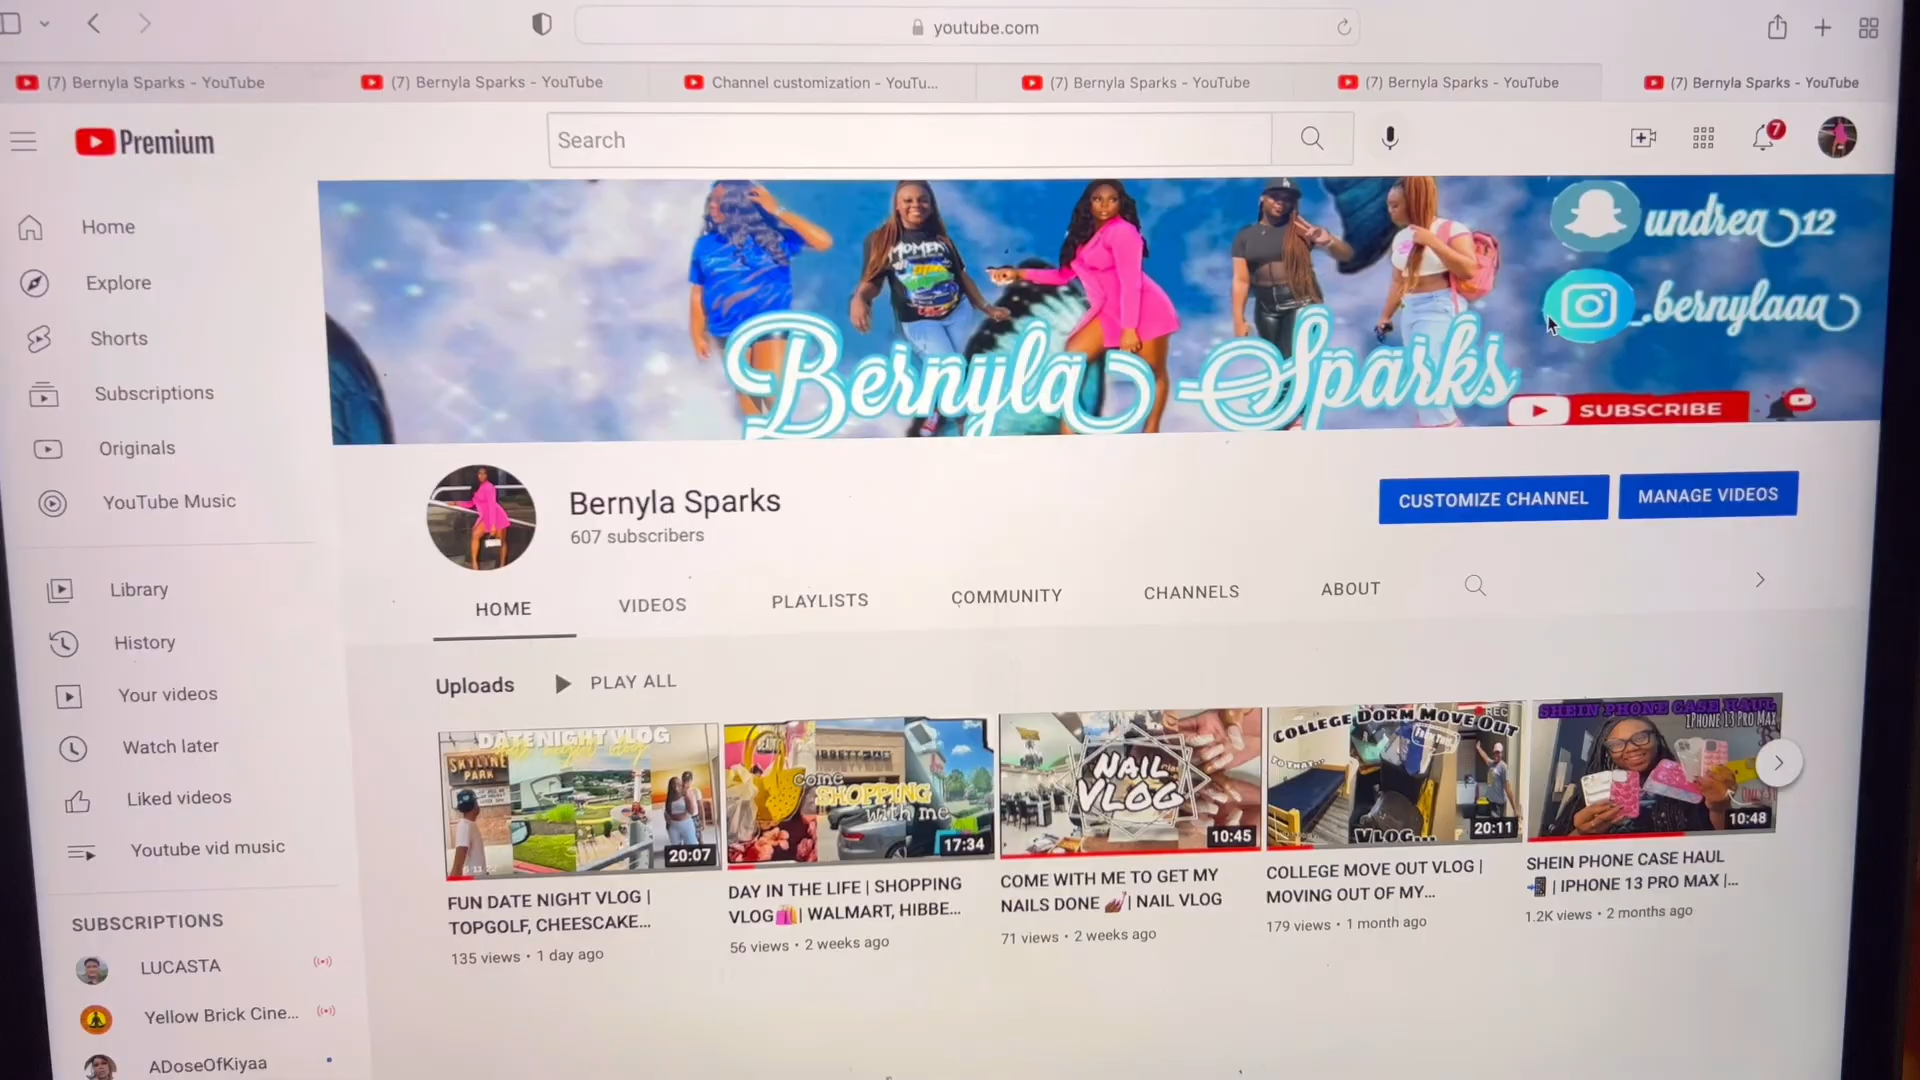 youtube.com
(7) Bernyla Sparks - YouTube
(7) Bernyla Sparks - YouTube
Channel customization - YouTu...
(7) Bernyla Sparks - YouTube
(7) Bernyla Sparks - YouTube
(7) Bernyla Sparks - YouTube
Premium
Search
7
Home
Explore
Shorts
Subscriptions
Originals
YouTube Music
Library
History
Your videos
Watch later
Liked videos
Youtube vid music
SUBSCRIPTIONS
LUCASTA
Yellow Brick Cine...
ADoseOfKiyaa
undrea12
_.bernylaaa
Bernyla Sparks
SUBSCRIBE
Bernyla Sparks
607 subscribers
CUSTOMIZE CHANNEL
MANAGE VIDEOS
HOME
VIDEOS
PLAYLISTS
COMMUNITY
CHANNELS
ABOUT
Uploads
PLAY ALL
DATE NIGHT VLOG
SKYLINE
PARK
20:07
FUN DATE NIGHT VLOG |
TOPGOLF, CHEESCAKE...
135 views • 1 day ago
come
SHOPPING
with me
17:34
DAY IN THE LIFE | SHOPPING
VLOG🛍️| WALMART, HIBBE...
56 views • 2 weeks ago
NAIL
VLOG
10:45
COME WITH ME TO GET MY
NAILS DONE 💅🏾| NAIL VLOG
71 views • 2 weeks ago
COLLEGE DORM MOVE OUT
REC
TO THAT...
VLOG...
20:11
COLLEGE MOVE OUT VLOG |
MOVING OUT OF MY...
179 views • 1 month ago
SHEIN PHONE CASE HAUL
IPHONE 13 PRO MAX
10:48
SHEIN PHONE CASE HAUL
📲 | IPHONE 13 PRO MAX |...
1.2K views • 2 months ago